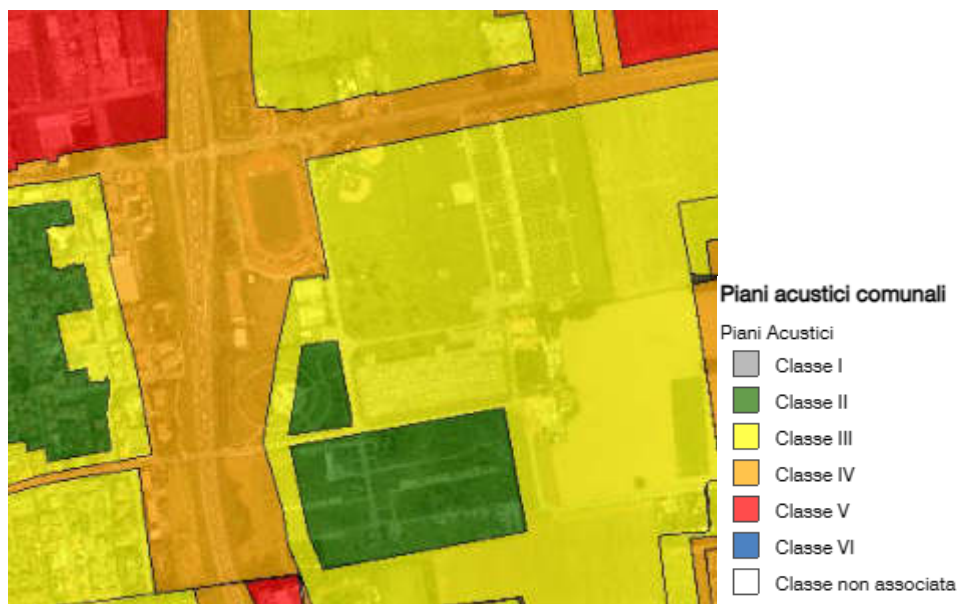 Piani acustici comunali
Piani Acustici
Classe I
Classe II
Classe III
Classe IV
Classe V
Classe VI
Classe non associata